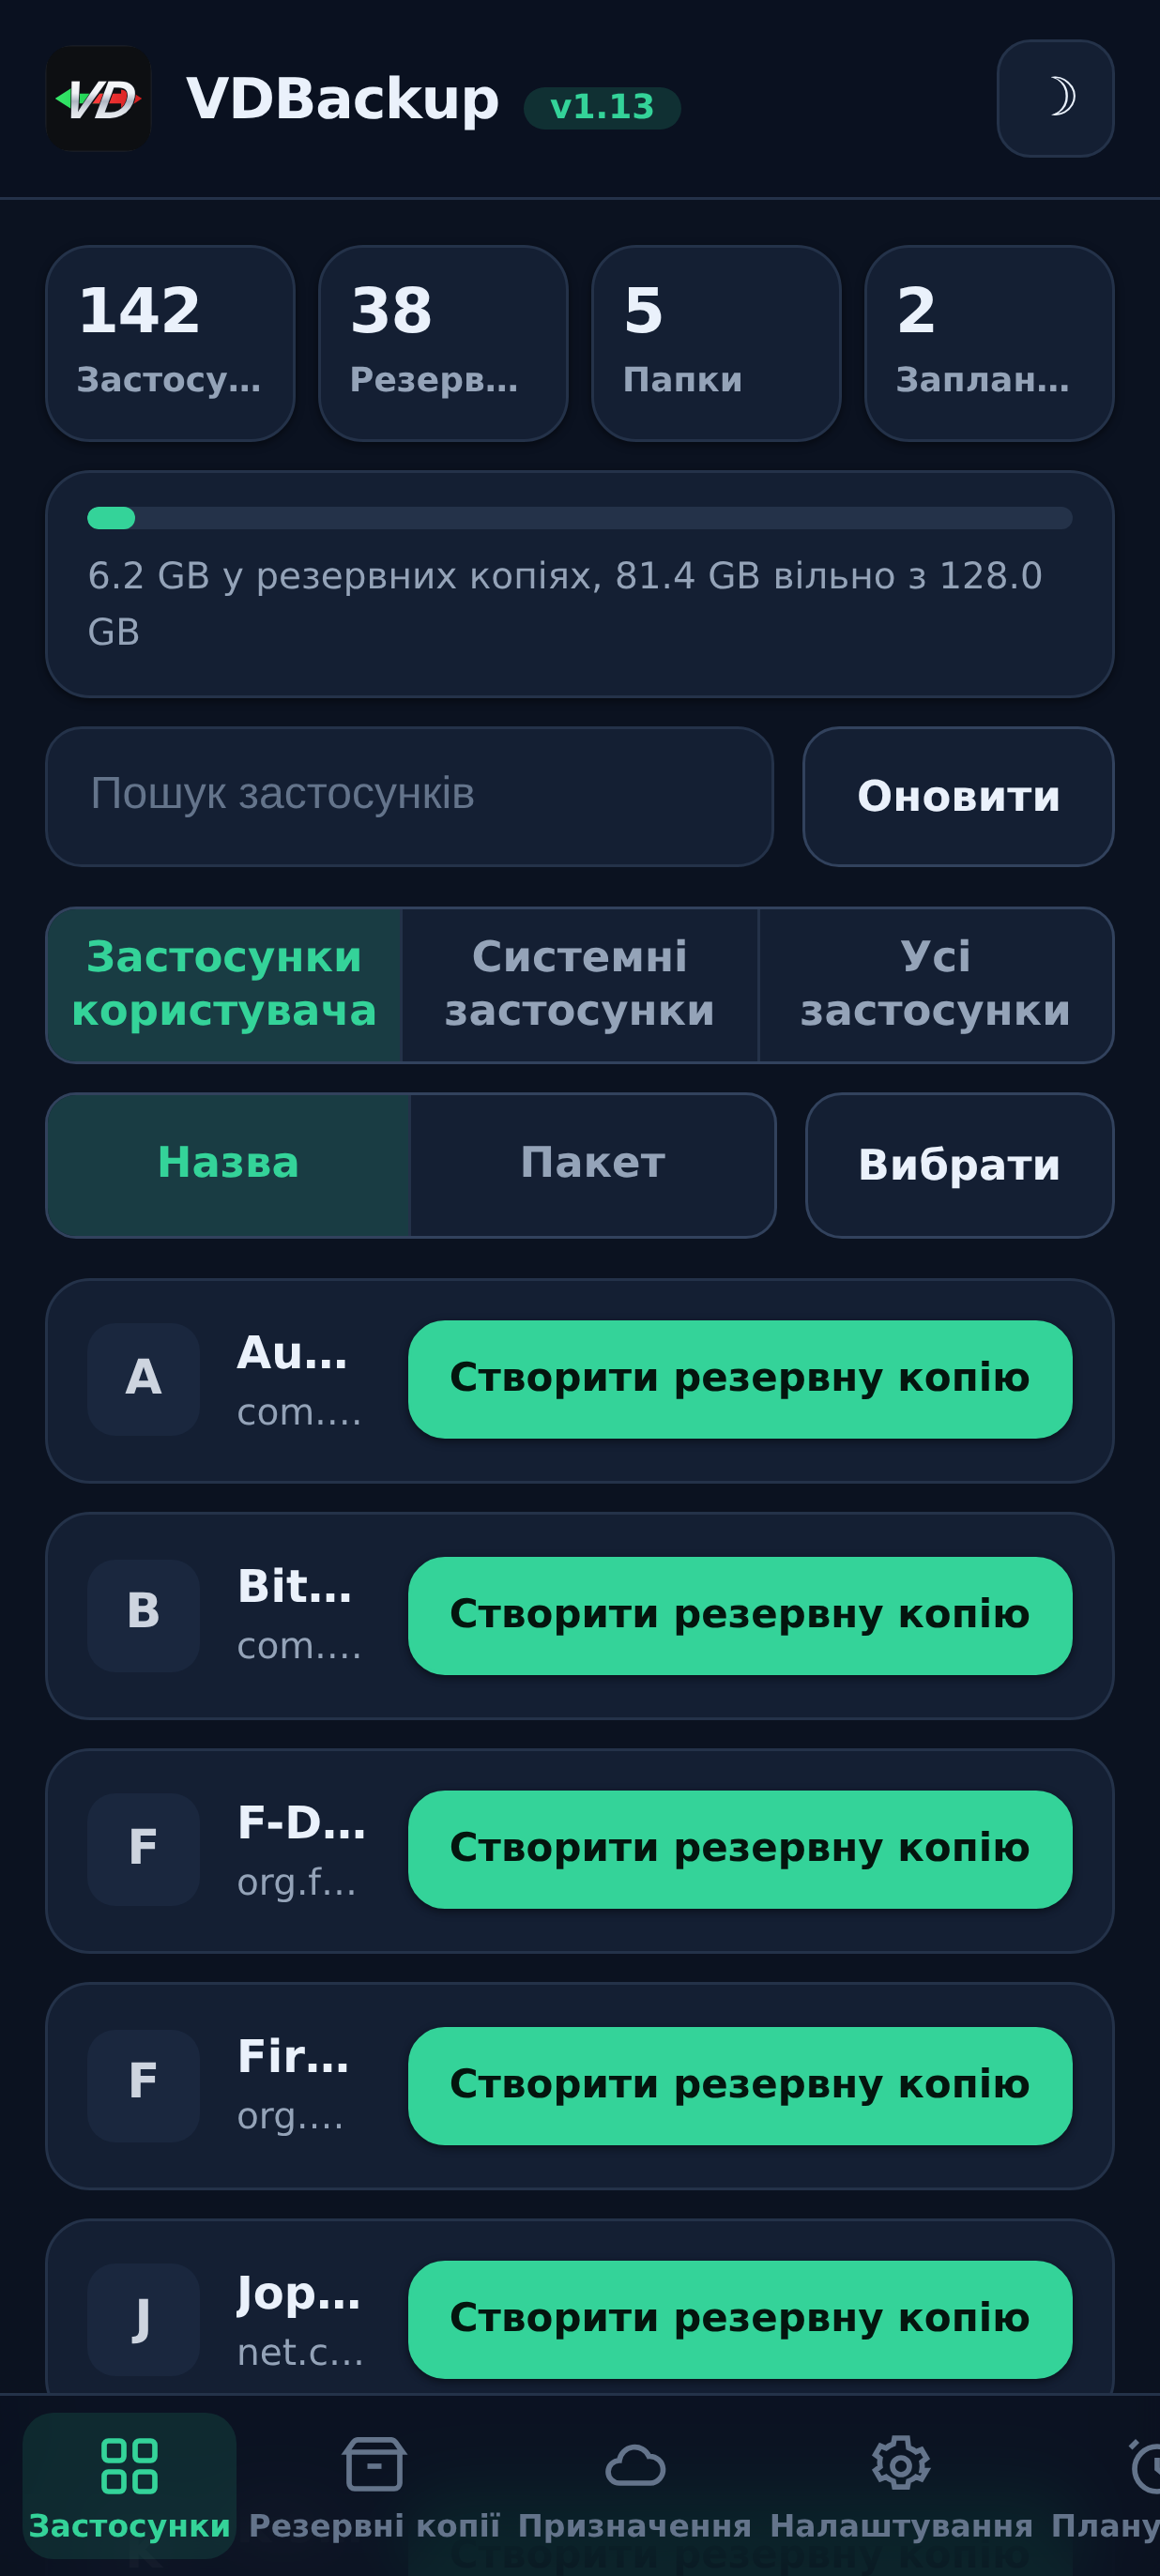 VD
VDBackup v1.13
☽
142
Застосу...
38
Резерв...
5
Папки
2
Заплан...
6.2 GB у резервних копіях, 81.4 GB вільно з 128.0
GB
Пошук застосунків
Оновити
Застосунки
користувача
Системні
застосунки
Усі
застосунки
Назва
Пакет
Вибрати
A
Au...
com....
Створити резервну копію
B
Bit...
com....
Створити резервну копію
F
F-D...
org.f...
Створити резервну копію
F
Fir...
org....
Створити резервну копію
J
Jop...
net.c...
Створити резервну копію
Застосунки
Резервні копії
Призначення
Налаштування
Плану
K
Створити резервну копію